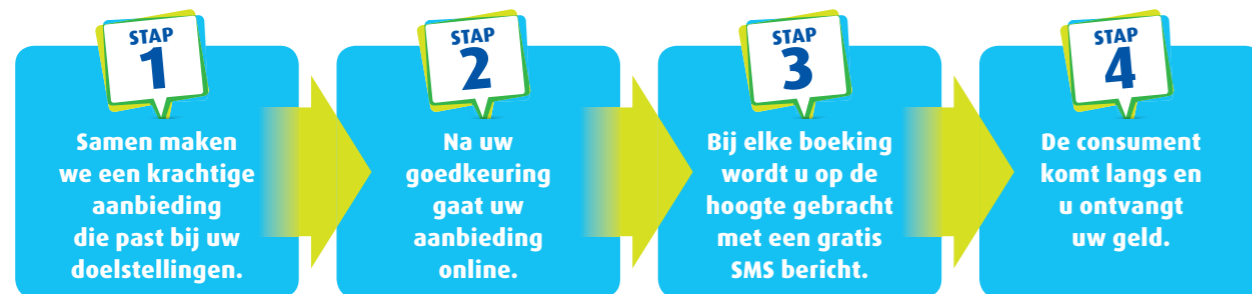 STAP
1
Samen maken
we een krachtige
aanbieding
die past bij uw
doelstellingen.
STAP
2
Na uw
goedkeuring
gaat uw
aanbieding
online.
STAP
3
Bij elke boeking
wordt u op de
hoogte gebracht
met een gratis
SMS bericht.
STAP
4
De consument
komt langs en
u ontvangt
uw geld.